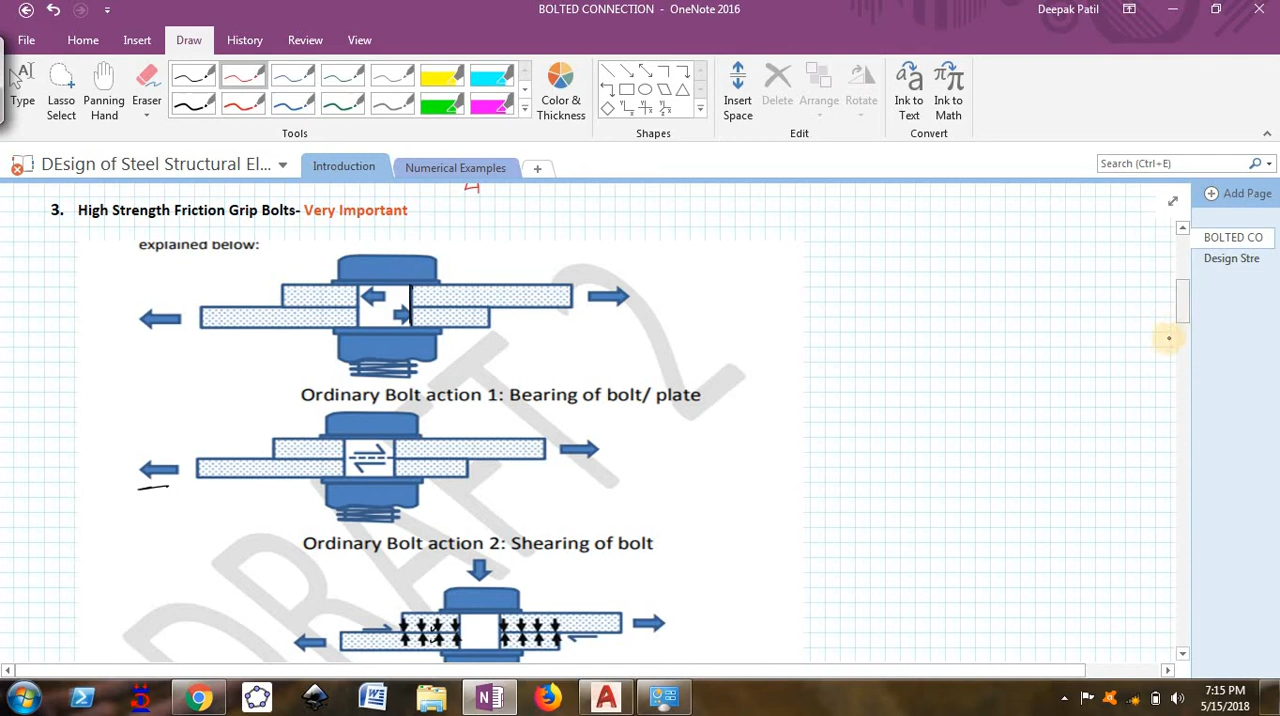 BOLTED CONNECTION - OneNote 2016
Deepak Patil
File Home Insert Draw History Review View
Type
Lasso Select
Panning Hand
Eraser
Color & Thickness
Insert Space
Delete
Arrange
Rotate
Ink to Text
Ink to Math
Tools
Shapes
Edit
Convert
DEsign of Steel Structural El...
Introduction
Numerical Examples
Search (Ctrl+E)
Add Page
BOLTED CO
Design Stre
4
3. High Strength Friction Grip Bolts- Very Important
explained below:
Ordinary Bolt action 1: Bearing of bolt/ plate
Ordinary Bolt action 2: Shearing of bolt
DRAFT 2
7:15 PM
5/15/2018